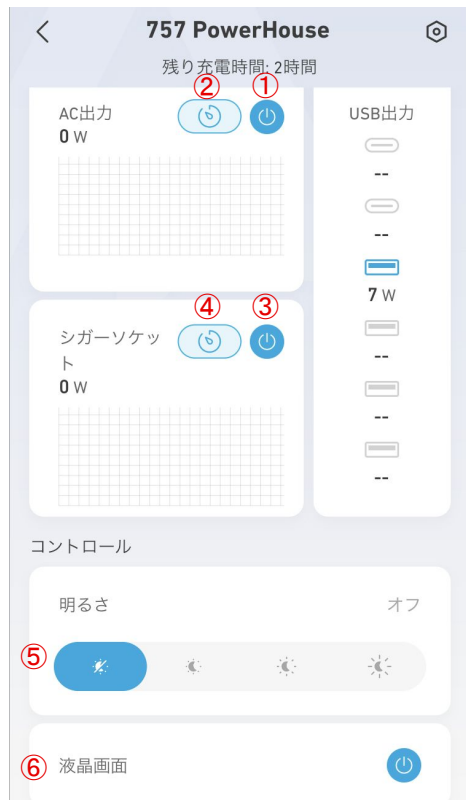 757 PowerHouse
残り充電時間: 2時間
② ①
AC出力
0 W
④ ③
シガーソケッ
ト
0 W
USB出力
--
--
7 W
--
--
--
コントロール
明るさ オフ
⑤
⑥ 液晶画面